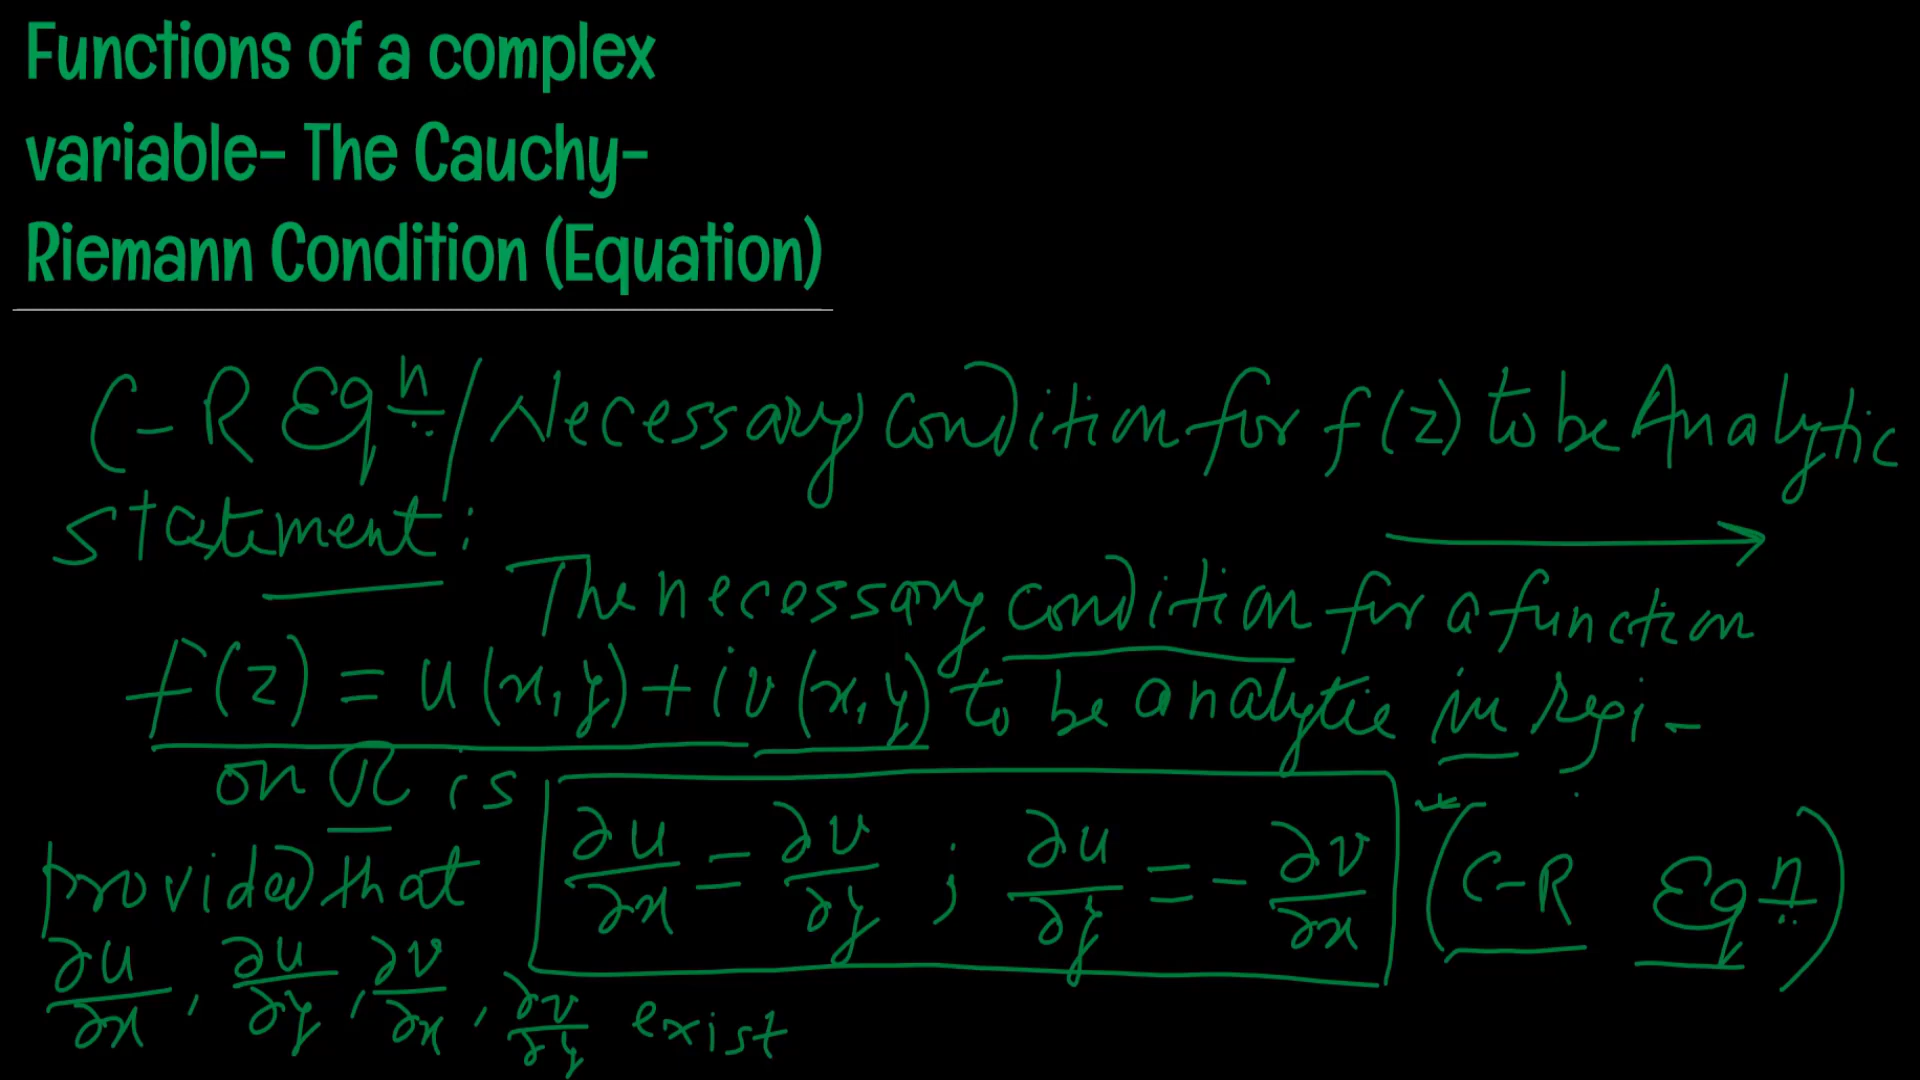 Functions of a complex
variable- The Cauchy-
Riemann Condition (Equation)
C-R Eqn/ Necessary Condition for f(z) to be Analytic
statement:
The necessary condition for a function
f(z) = u(x,y) + iv(x,y) to be analytic in regi-
on R is ∂u/∂x = ∂v/∂y ; ∂u/∂y = - ∂v/∂x (C-R Eqn)
provided that
∂u/∂x , ∂u/∂y , ∂v/∂x , ∂v/∂y exist